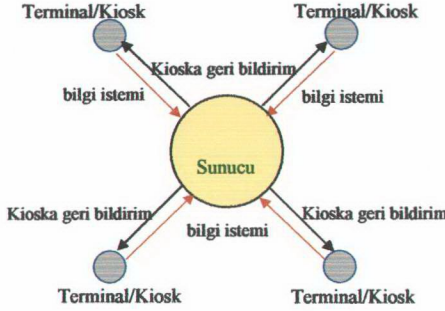 Terminal/Kiosk
Terminal/Kiosk
Kioska geri bildirim
bilgi istemi
bilgi istemi
Sunucu
Kioska geri bildirim
Kioska geri bildirim
bilgi istemi
Terminal/Kiosk
Terminal/Kiosk